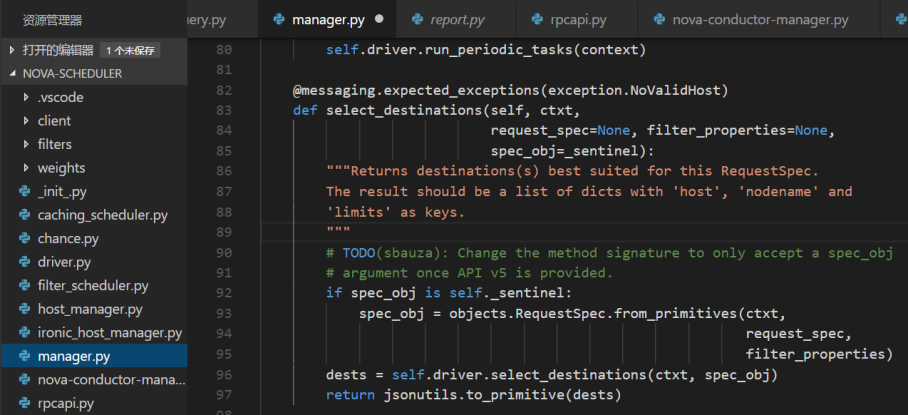 资源管理器
打开的编辑器 1 个未保存
NOVA-SCHEDULER
.vscode
client
filters
weights
_init_.py
caching_scheduler.py
chance.py
driver.py
filter_scheduler.py
host_manager.py
ironic_host_manager.py
manager.py
nova-conductor-mana...
rpcapi.py
uery.py manager.py report.py rpcapi.py nova-conductor-manager.py
80 self.driver.run_periodic_tasks(context)
81
82 @messaging.expected_exceptions(exception.NoValidHost)
83 def select_destinations(self, ctxt,
84 request_spec=None, filter_properties=None,
85 spec_obj=_sentinel):
86 """Returns destinations(s) best suited for this RequestSpec.
87 The result should be a list of dicts with 'host', 'nodename' and
88 'limits' as keys.
89 """
90 # TODO(sbauza): Change the method signature to only accept a spec_obj
91 # argument once API v5 is provided.
92 if spec_obj is self._sentinel:
93 spec_obj = objects.RequestSpec.from_primitives(ctxt,
94 request_spec,
95 filter_properties)
96 dests = self.driver.select_destinations(ctxt, spec_obj)
97 return jsonutils.to_primitive(dests)